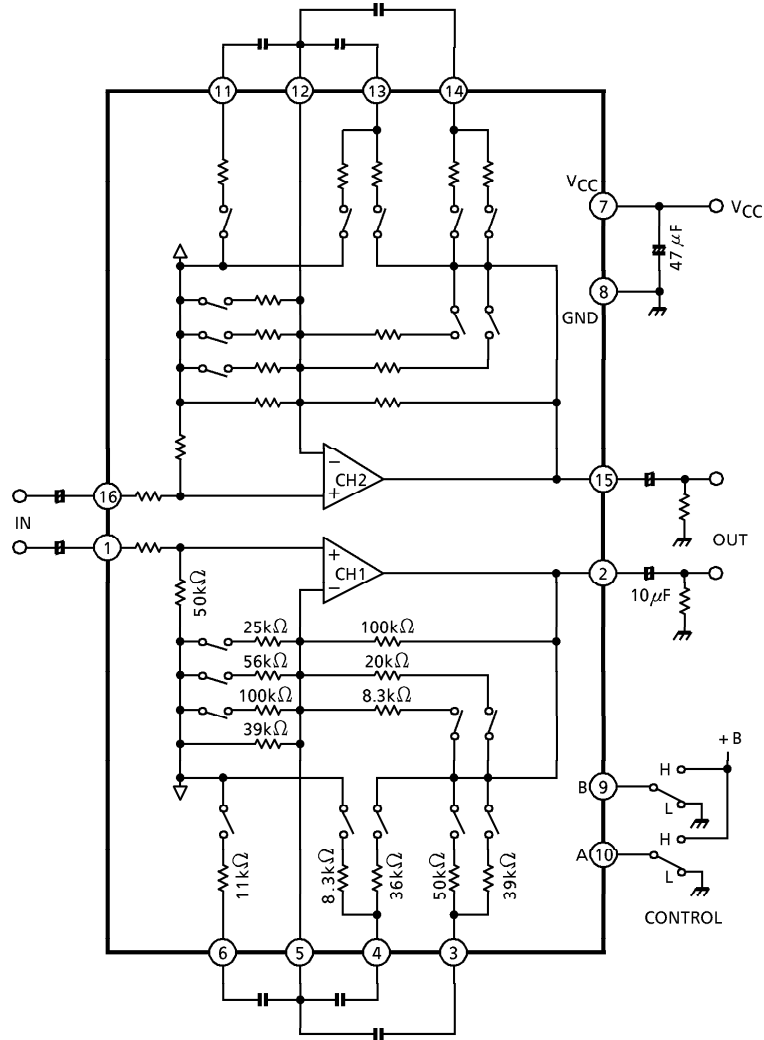 11
12
13
14
VCC
7
VCC
47 μF
8
GND
−
+
CH2
16
15
IN
OUT
1
+
−
CH1
2
50kΩ
10μF
25kΩ
100kΩ
56kΩ
20kΩ
100kΩ
8.3kΩ
39kΩ
+B
H
B
9
L
H
A
10
L
11kΩ
8.3kΩ
36kΩ
50kΩ
39kΩ
CONTROL
6
5
4
3